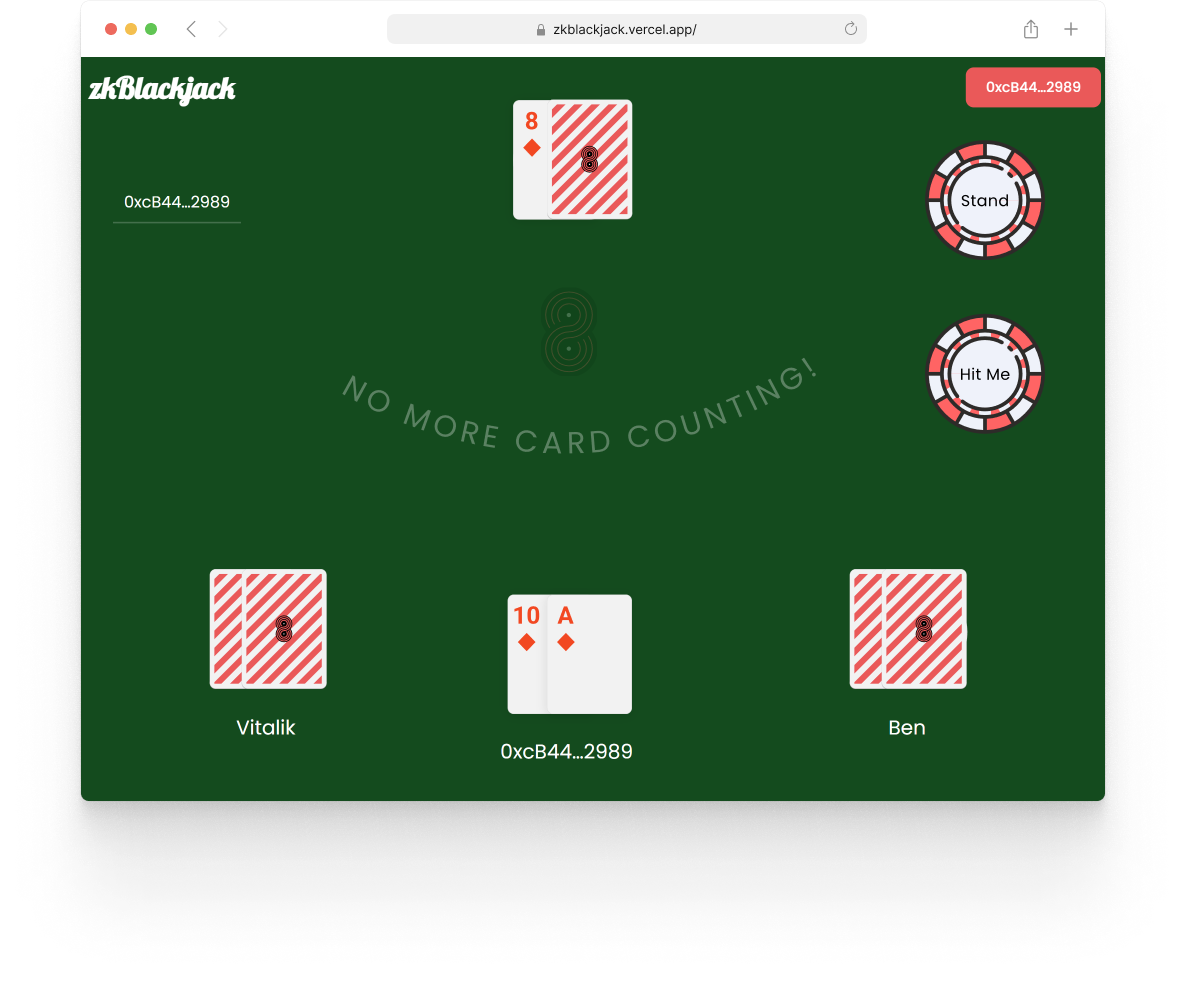 zkblackjack.vercel.app/
zkBlackjack
0xcB44...2989
8
0xcB44...2989
Stand
Hit Me
NO MORE CARD COUNTING!
10 A
Vitalik
0xcB44...2989
Ben